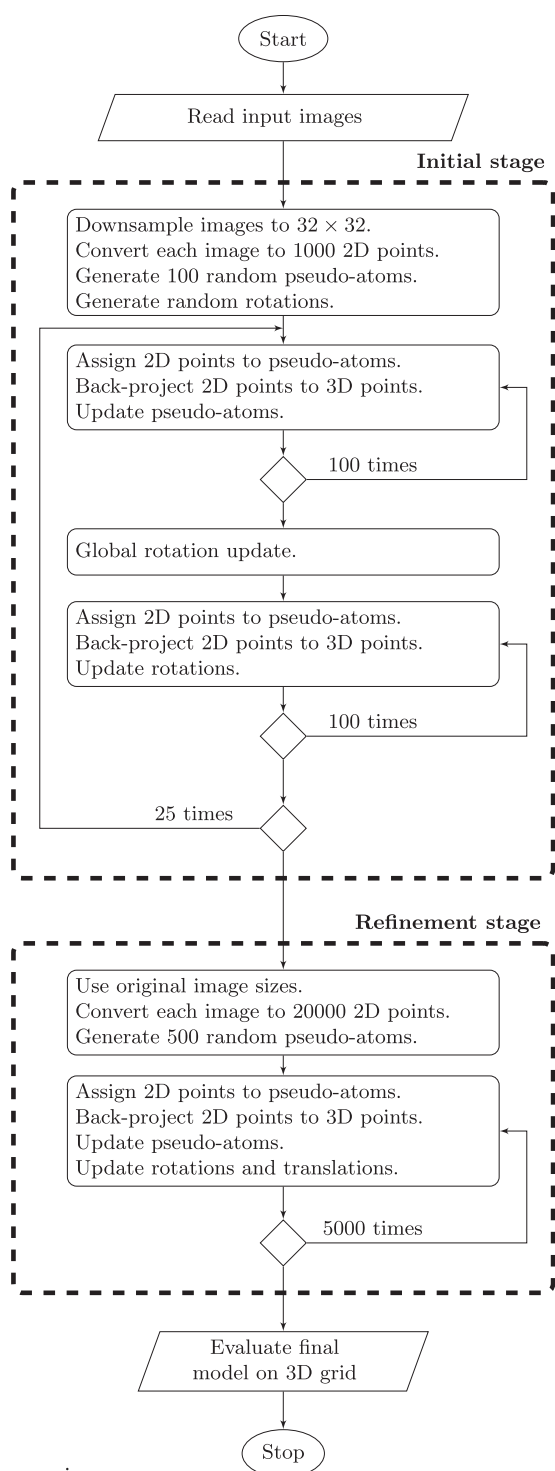 Start
Read input images
Initial stage
Downsample images to 32 × 32.
Convert each image to 1000 2D points.
Generate 100 random pseudo-atoms.
Generate random rotations.
Assign 2D points to pseudo-atoms.
Back-project 2D points to 3D points.
Update pseudo-atoms.
100 times
Global rotation update.
Assign 2D points to pseudo-atoms.
Back-project 2D points to 3D points.
Update rotations.
100 times
25 times
Refinement stage
Use original image sizes.
Convert each image to 20000 2D points.
Generate 500 random pseudo-atoms.
Assign 2D points to pseudo-atoms.
Back-project 2D points to 3D points.
Update pseudo-atoms.
Update rotations and translations.
5000 times
Evaluate final
model on 3D grid
Stop